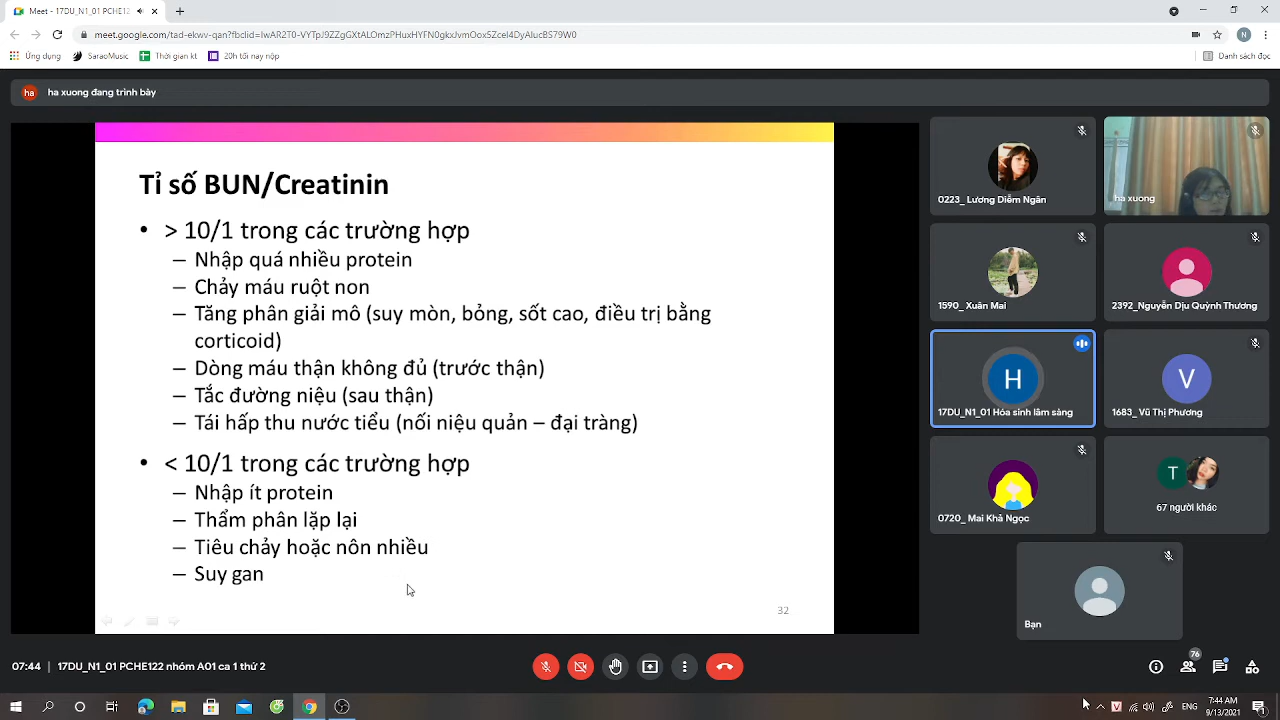 Meet - 17DU_N1_01 PCHE12
meet.google.com/tad-ekwv-qan?fbclid=IwAR2T0-VYTpJ9ZZgGXtALOmzPHuxHYFN0gkxJvmOoxSZcel4DyAIucBS79W0
N
Ứng dụng
SaraoMusic
Thời gian kt
20h tối tay nộp
Danh sách đọc
ha
ha xuong đang trình bày
Tỉ số BUN/Creatinin
• > 10/1 trong các trường hợp
– Nhập quá nhiều protein
– Chảy máu ruột non
– Tăng phân giải mô (suy mòn, bỏng, sốt cao, điều trị bằng
corticoid)
– Dòng máu thận không đủ (trước thận)
– Tắc đường niệu (sau thận)
– Tái hấp thu nước tiểu (nối niệu quản – đại tràng)
• < 10/1 trong các trường hợp
– Nhập ít protein
– Thẩm phân lặp lại
– Tiêu chảy hoặc nôn nhiều
– Suy gan
32
0223_ Lương Diễm Ngân
ha xuong
1590_ Mai
2392_Nguyễn Dịu Quỳnh Thương
H
17DU_N1_01 Hóa sinh lâm sàng
V
1683_ Vũ Thị Phương
0720_ Mai Khả Ngọc
T
67 người khác
Bạn
07:44 | 17DU_N1_01 PCHE122 nhóm A01 ca 1 thứ 2
76
7:44 AM
9/13/2021